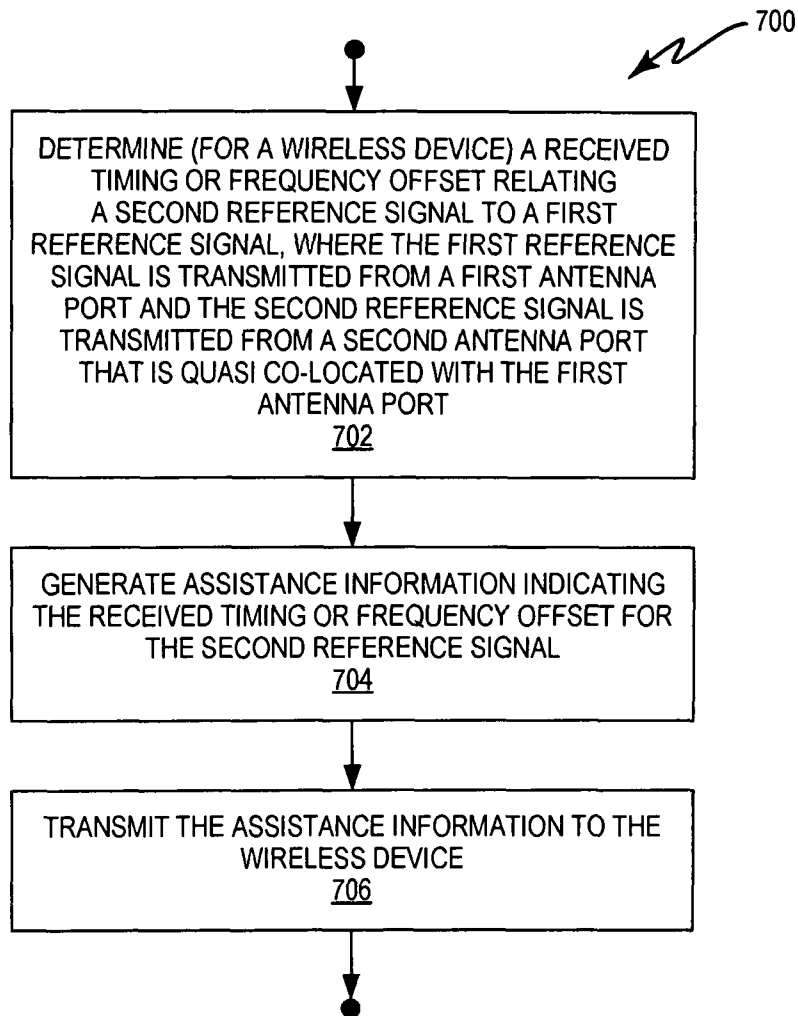 700
DETERMINE (FOR A WIRELESS DEVICE) A RECEIVED
TIMING OR FREQUENCY OFFSET RELATING
A SECOND REFERENCE SIGNAL TO A FIRST
REFERENCE SIGNAL, WHERE THE FIRST REFERENCE
SIGNAL IS TRANSMITTED FROM A FIRST ANTENNA
PORT AND THE SECOND REFERENCE SIGNAL IS
TRANSMITTED FROM A SECOND ANTENNA PORT
THAT IS QUASI CO-LOCATED WITH THE FIRST
ANTENNA PORT
702
GENERATE ASSISTANCE INFORMATION INDICATING
THE RECEIVED TIMING OR FREQUENCY OFFSET FOR
THE SECOND REFERENCE SIGNAL
704
TRANSMIT THE ASSISTANCE INFORMATION TO THE
WIRELESS DEVICE
706